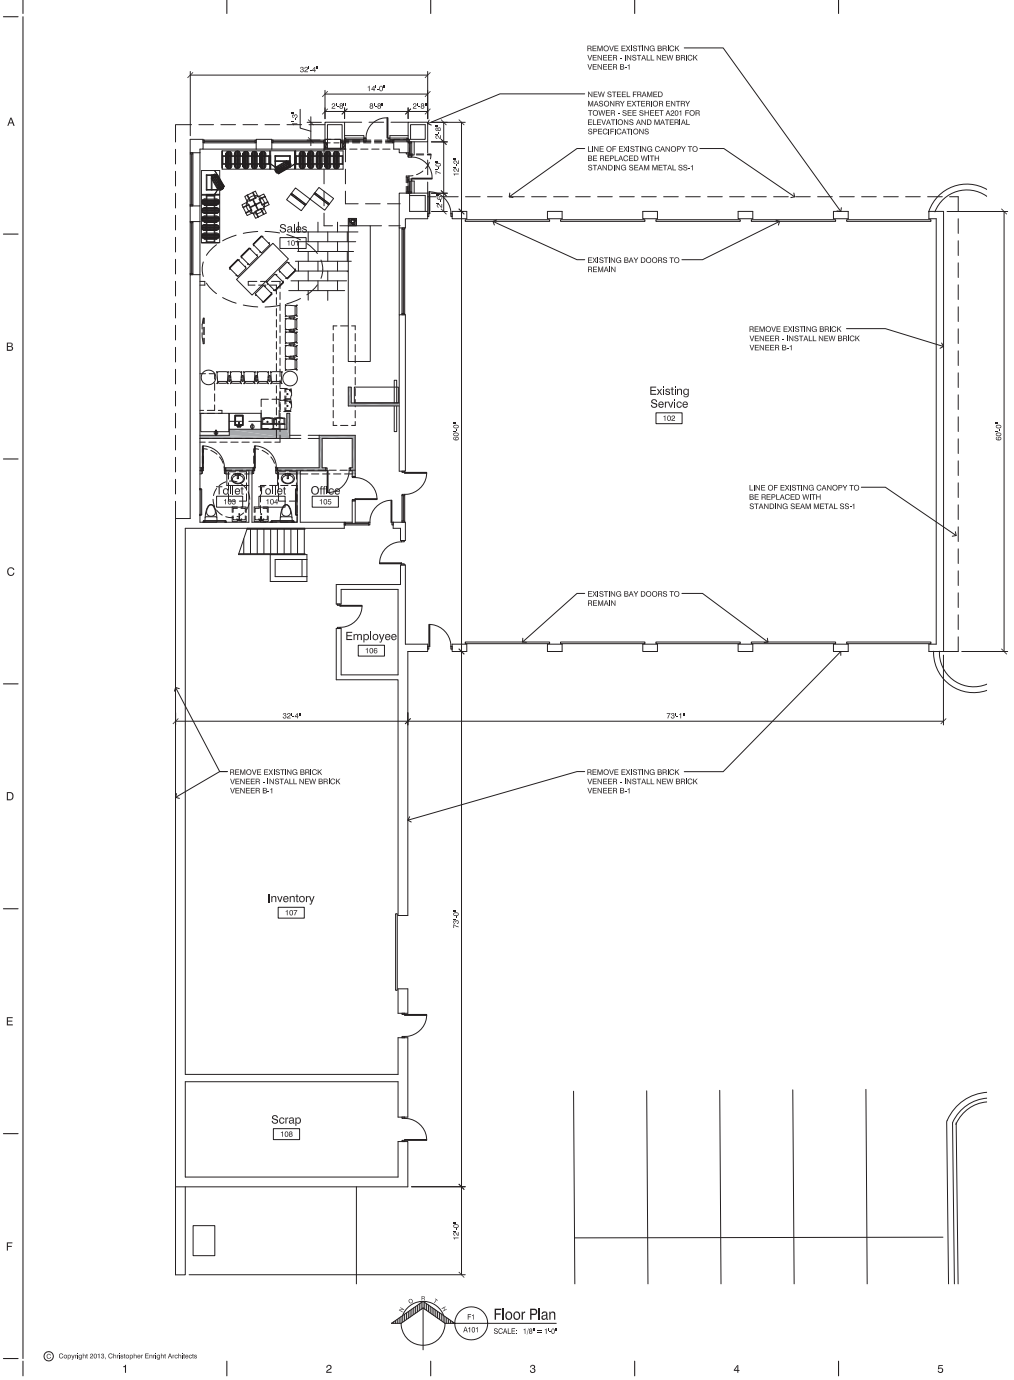 A
B
C
D
E
F
32'-4"
14'-0"
2'-8"
8'-8"
2'-8"
2'-8"
7'-2"
12'-2"
REMOVE EXISTING BRICK
VENEER - INSTALL NEW BRICK
VENEER B-1
NEW STEEL FRAMED
MASONRY EXTERIOR ENTRY
TOWER - SEE SHEET A201 FOR
ELEVATIONS AND MATERIAL
SPECIFICATIONS
LINE OF EXISTING CANOPY TO
BE REPLACED WITH
STANDING SEAM METAL SS-1
Sales
101
EXISTING BAY DOORS TO
REMAIN
REMOVE EXISTING BRICK
VENEER - INSTALL NEW BRICK
VENEER B-1
Existing
Service
102
60'-0"
60'-0"
Toilet
103
Toilet
104
Office
105
LINE OF EXISTING CANOPY TO
BE REPLACED WITH
STANDING SEAM METAL SS-1
EXISTING BAY DOORS TO
REMAIN
Employee
106
32'-4"
73'-1"
REMOVE EXISTING BRICK
VENEER - INSTALL NEW BRICK
VENEER B-1
REMOVE EXISTING BRICK
VENEER - INSTALL NEW BRICK
VENEER B-1
Inventory
107
73'-0"
Scrap
108
12'-0"
NORTH
F1
A101
Floor Plan
SCALE: 1/8" = 1'-0"
© Copyright 2013, Christopher Enright Architects
1
2
3
4
5